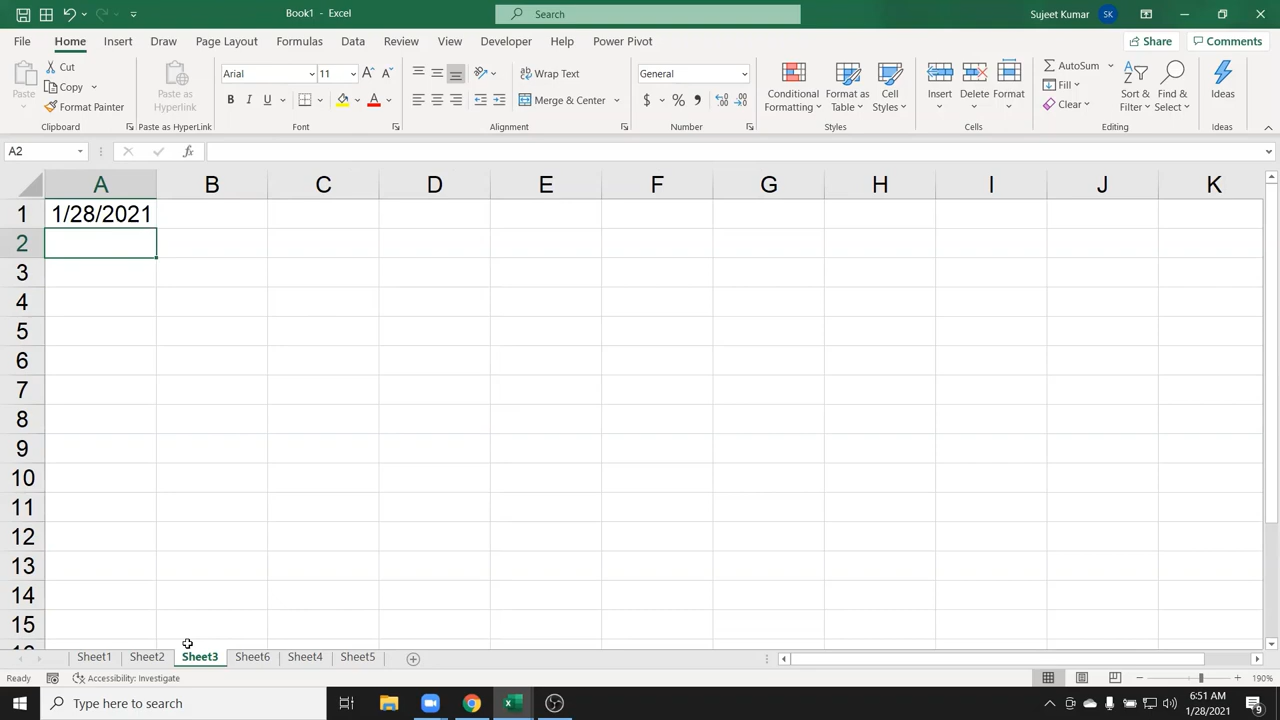 Book1 - Excel
Search
Sujeet Kumar
SK
File Home Insert Draw Page Layout Formulas Data Review View Developer Help Power Pivot
Share
Comments
Paste
Cut
Copy
Format Painter
Clipboard
Paste as
Hyperlink
Paste as HyperLink
Arial
11
B I U
Font
Wrap Text
Merge & Center
Alignment
General
$ % ,
Number
Conditional
Formatting
Format as
Table
Cell
Styles
Styles
Insert
Delete
Format
Cells
AutoSum
Fill
Clear
Sort &
Filter
Find &
Select
Editing
Ideas
Ideas
A2
fx
A B C D E F G H I J K
1 1/28/2021
2
3
4
5
6
7
8
9
10
11
12
13
14
15
Sheet1 Sheet2 Sheet3 Sheet6 Sheet4 Sheet5
Ready
Accessibility: Investigate
190%
Type here to search
6:51 AM
1/28/2021